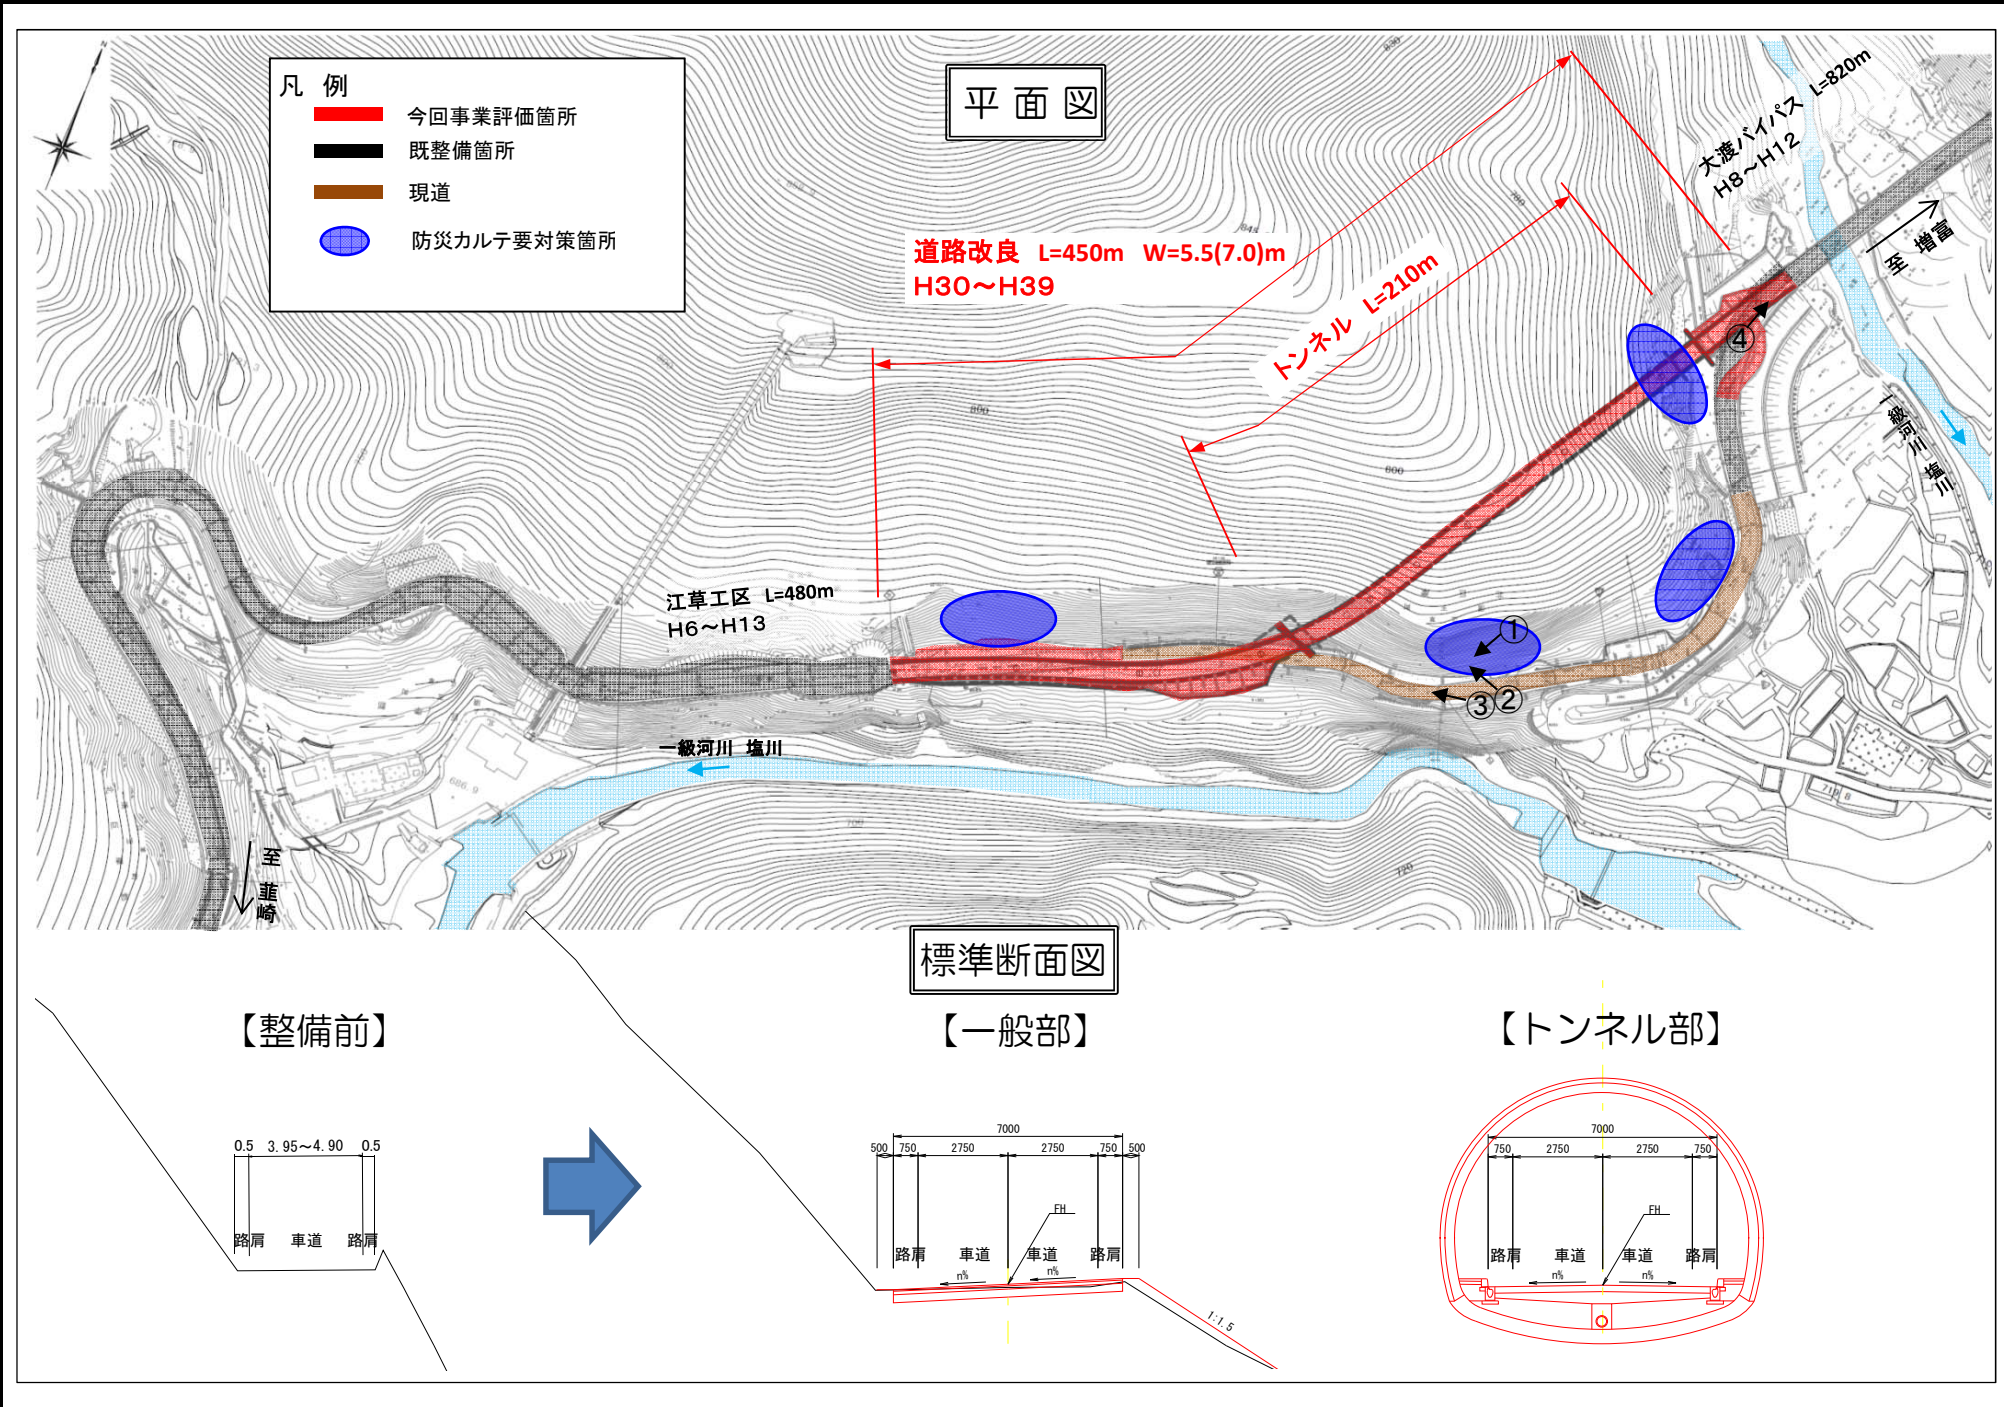 平面図
凡 例
今回事業評価箇所
既整備箇所
現道
防災カルテ要対策箇所
N
道路改良 L=450m W=5.5(7.0)m
H30～H39
トンネル L=210m
大渡バイパス L=820m
H8～H12
至 増富
一級河川 塩川
江草工区 L=480m
H6～H13
一級河川 塩川
至 韮崎
①
②
③
④
800
600
700
720
686.9
標準断面図
【整備前】
0.5 3.95～4.90 0.5
路肩 車道 路肩
【一般部】
7000
500 750 2750 2750 750 500
FH
路肩 車道 車道 路肩
n% n%
1:1.5
【トンネル部】
7000
750 2750 2750 750
FH
路肩 車道 車道 路肩
n% n%